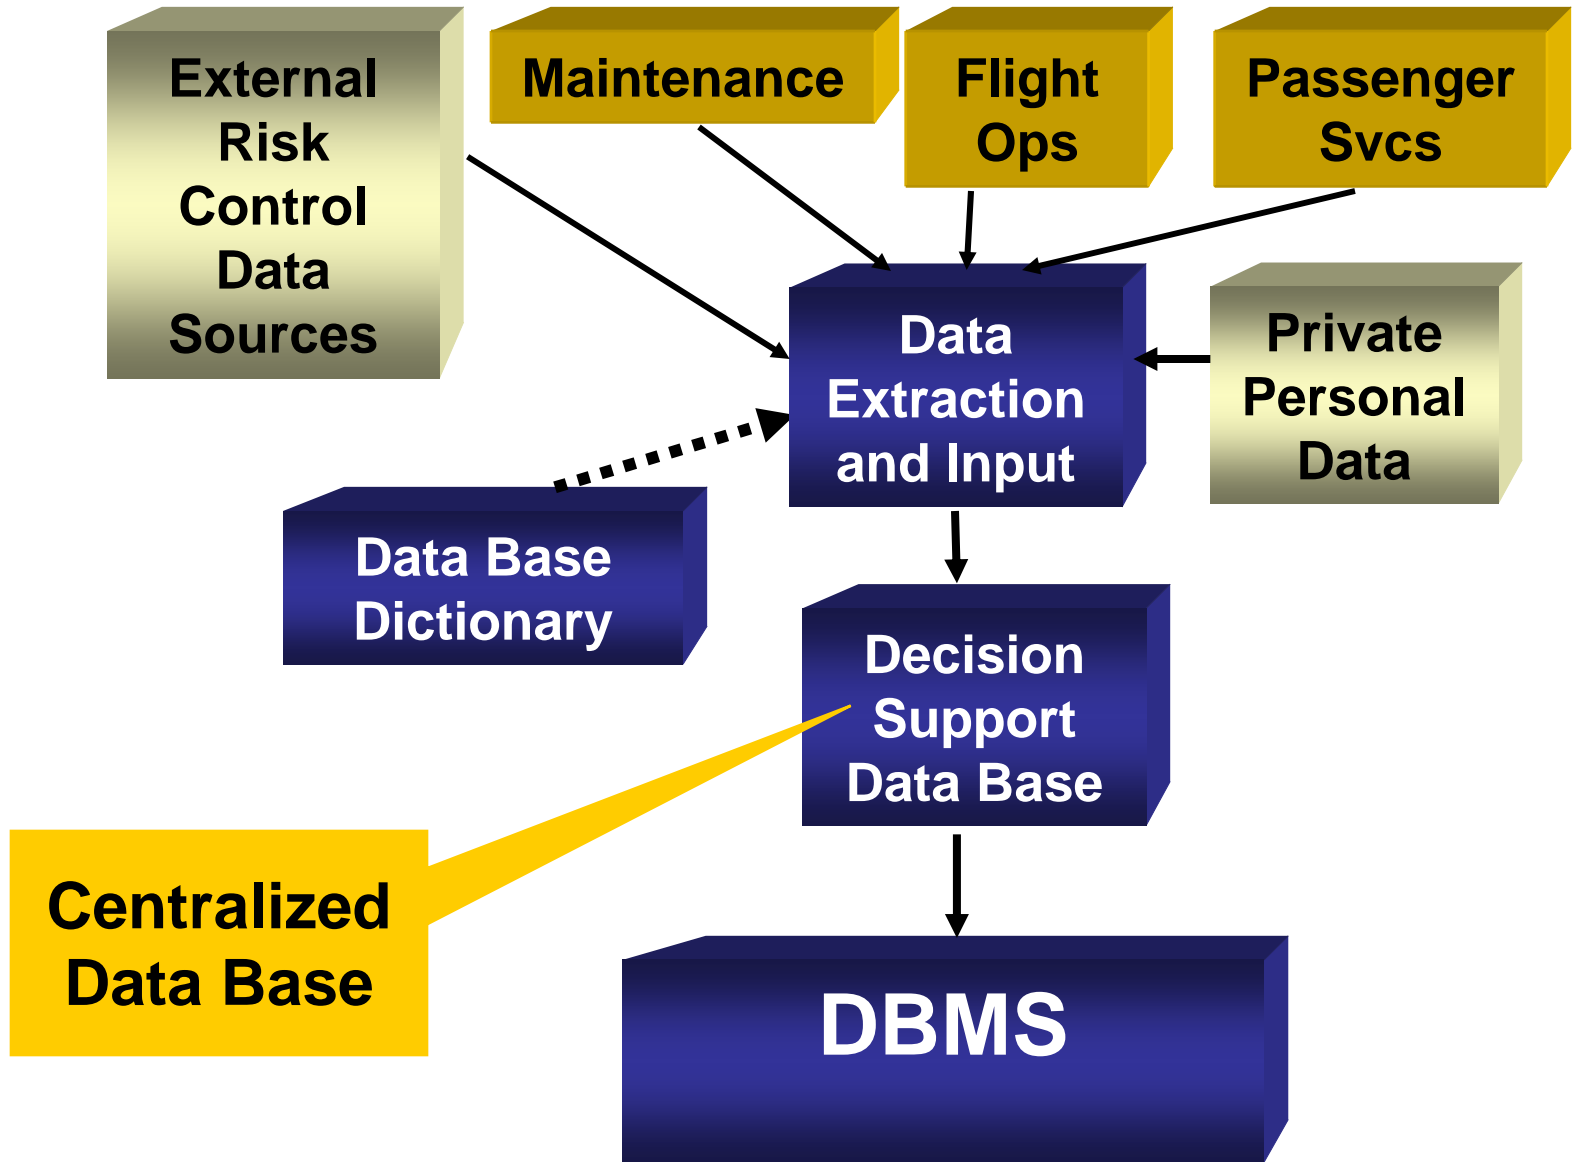 External
Risk
Control
Data
Sources
Maintenance
Flight
Ops
Passenger
Svcs
Data
Extraction
and Input
Private
Personal
Data
Data Base
Dictionary
Decision
Support
Data Base
Centralized
Data Base
DBMS